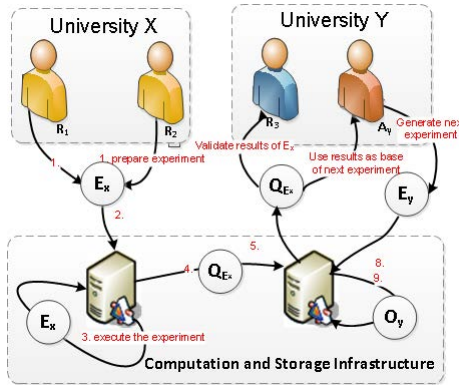 University X
University Y
R1
R2
R3
Ay
Generate nex
experiment
Validate results of Ex
1.
1. prepare experiment
Use results as base
of next experiment
Ex
QEx
Ey
2.
5.
8.
4.
QEx
9.
Ex
Oy
3. execute the experiment
Computation and Storage Infrastructure